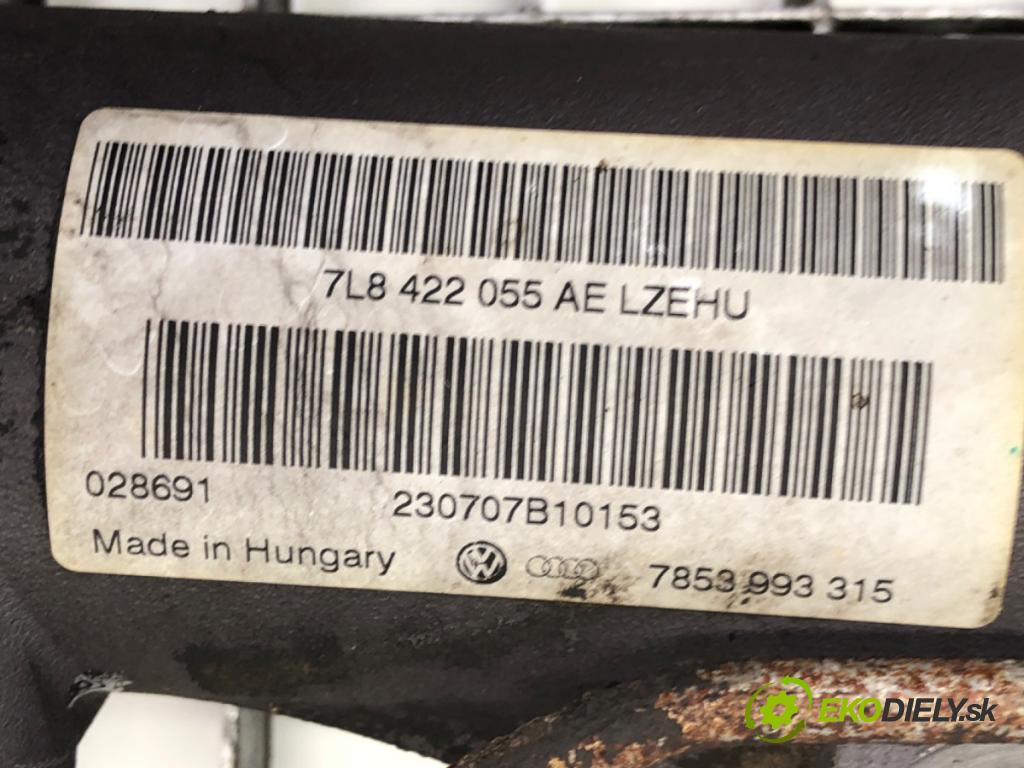 7L8 422 055 AE LZEHU
028691 230707B10153
Made in Hungary 7853 993 315
EKODIELY.sk